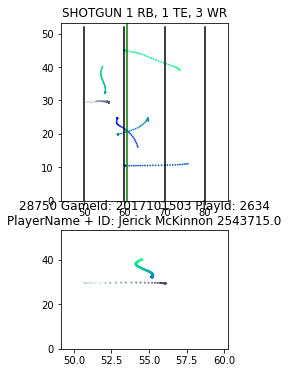 SHOTGUN 1 RB, 1 TE, 3 WR
50
40
30
20
10
0
50 60 70 80
28750 GameId: 2017101503 PlayId: 2634
PlayerName + ID: Jerick McKinnon 2543715.0
40
20
0
50.0 52.5 55.0 57.5 60.0